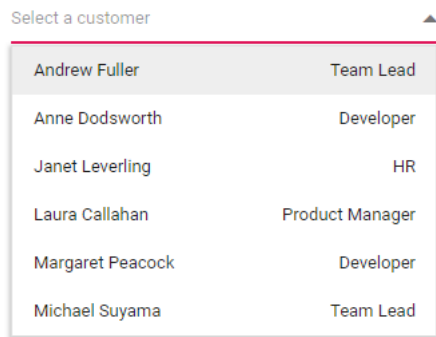 Select a customer
Andrew Fuller Team Lead
Anne Dodsworth Developer
Janet Leverling HR
Laura Callahan Product Manager
Margaret Peacock Developer
Michael Suyama Team Lead